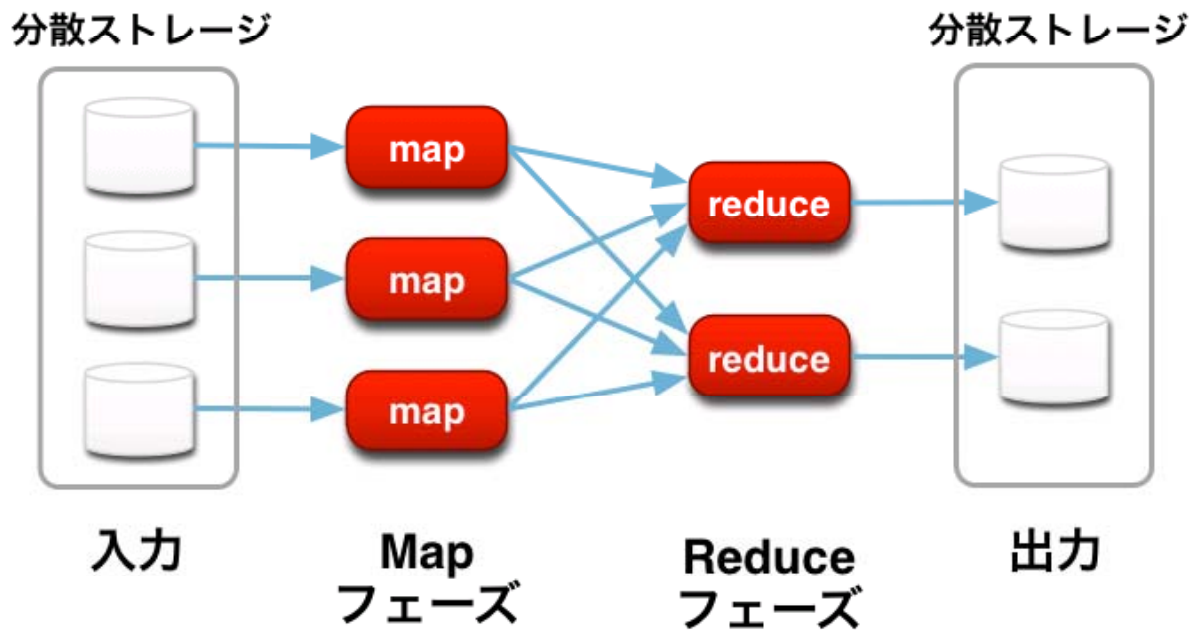 分散ストレージ
分散ストレージ
map
map
map
reduce
reduce
入力
Map
フェーズ
Reduce
フェーズ
出力